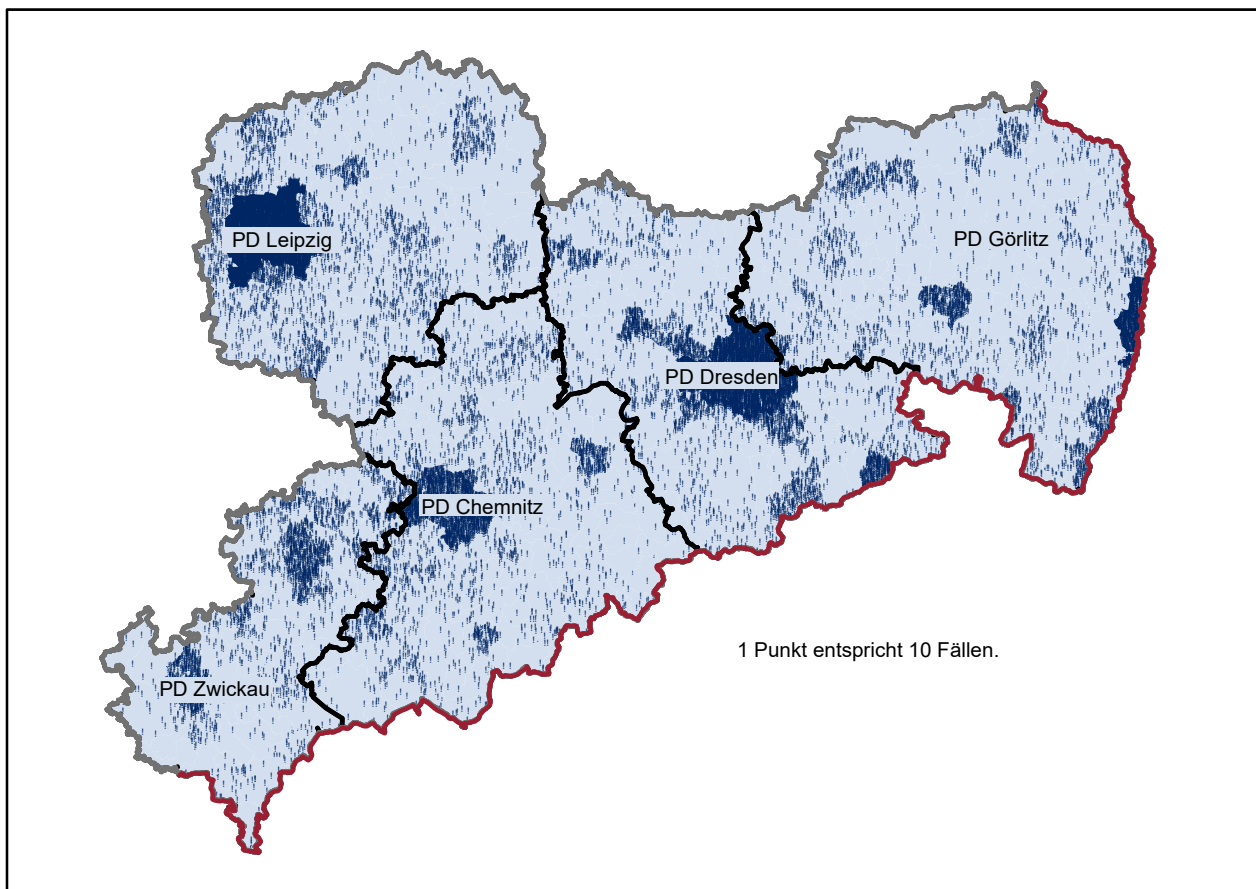 PD Leipzig
PD Görlitz
PD Dresden
PD Chemnitz
1 Punkt entspricht 10 Fällen.
PD Zwickau